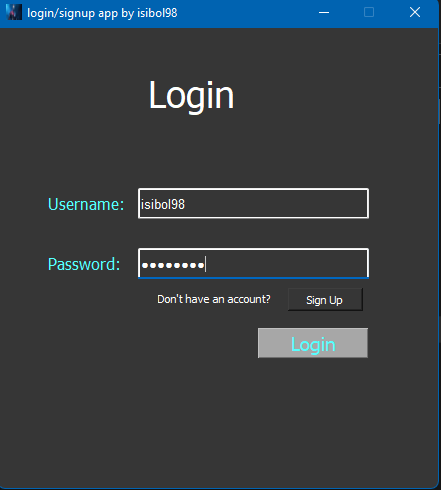 login/signup app by isibol98
Login
Username: isibol98
Password: ••••••••
Don't have an account? Sign Up
Login